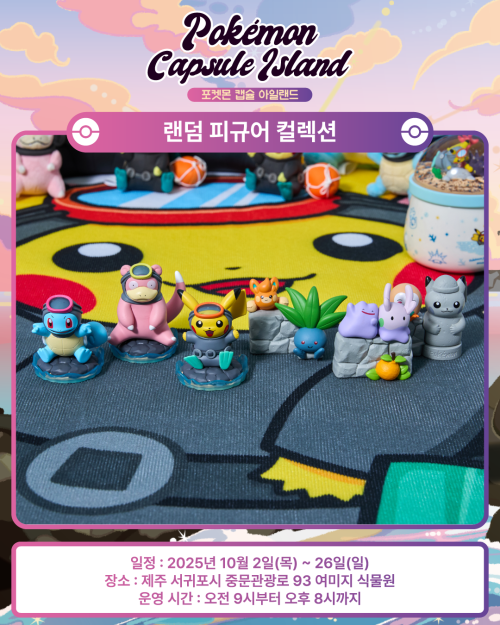 Pokémon
Capsule Island
포켓몬 캡슐 아일랜드
랜덤 피규어 컬렉션
일정 : 2025년 10월 2일(목) ~ 26일(일)
장소 : 제주 서귀포시 중문관광로 93 여미지 식물원
운영 시간 : 오전 9시부터 오후 8시까지